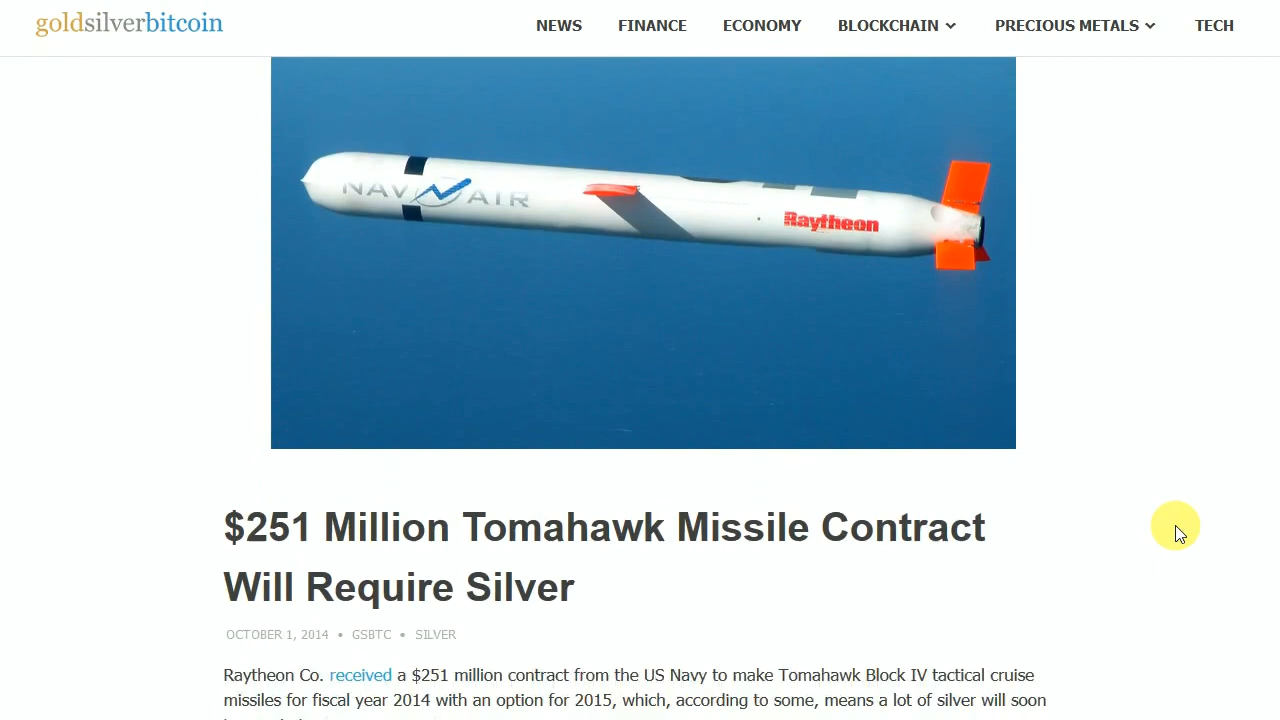 goldsilverbitcoin NEWS FINANCE ECONOMY BLOCKCHAIN PRECIOUS METALS TECH
NAV AIR
Raytheon
$251 Million Tomahawk Missile Contract
Will Require Silver
OCTOBER 1, 2014 • GSBTC • SILVER
Raytheon Co. received a $251 million contract from the US Navy to make Tomahawk Block IV tactical cruise
missiles for fiscal year 2014 with an option for 2015, which, according to some, means a lot of silver will soon